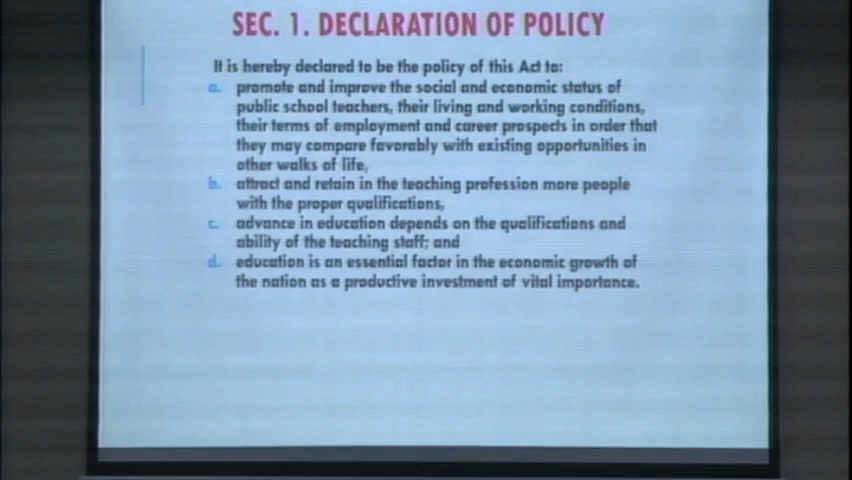 SEC. 1. DECLARATION OF POLICY
It is hereby declared to be the policy of this Act to:
a. promote and improve the social and economic status of
public school teachers, their living and working conditions,
their terms of employment and career prospects in order that
they may compare favorably with existing opportunities in
other walks of life,
b. attract and retain in the teaching profession more people
with the proper qualifications,
c. advance in education depends on the qualifications and
ability of the teaching staff; and
d. education is an essential factor in the economic growth of
the nation as a productive investment of vital importance.